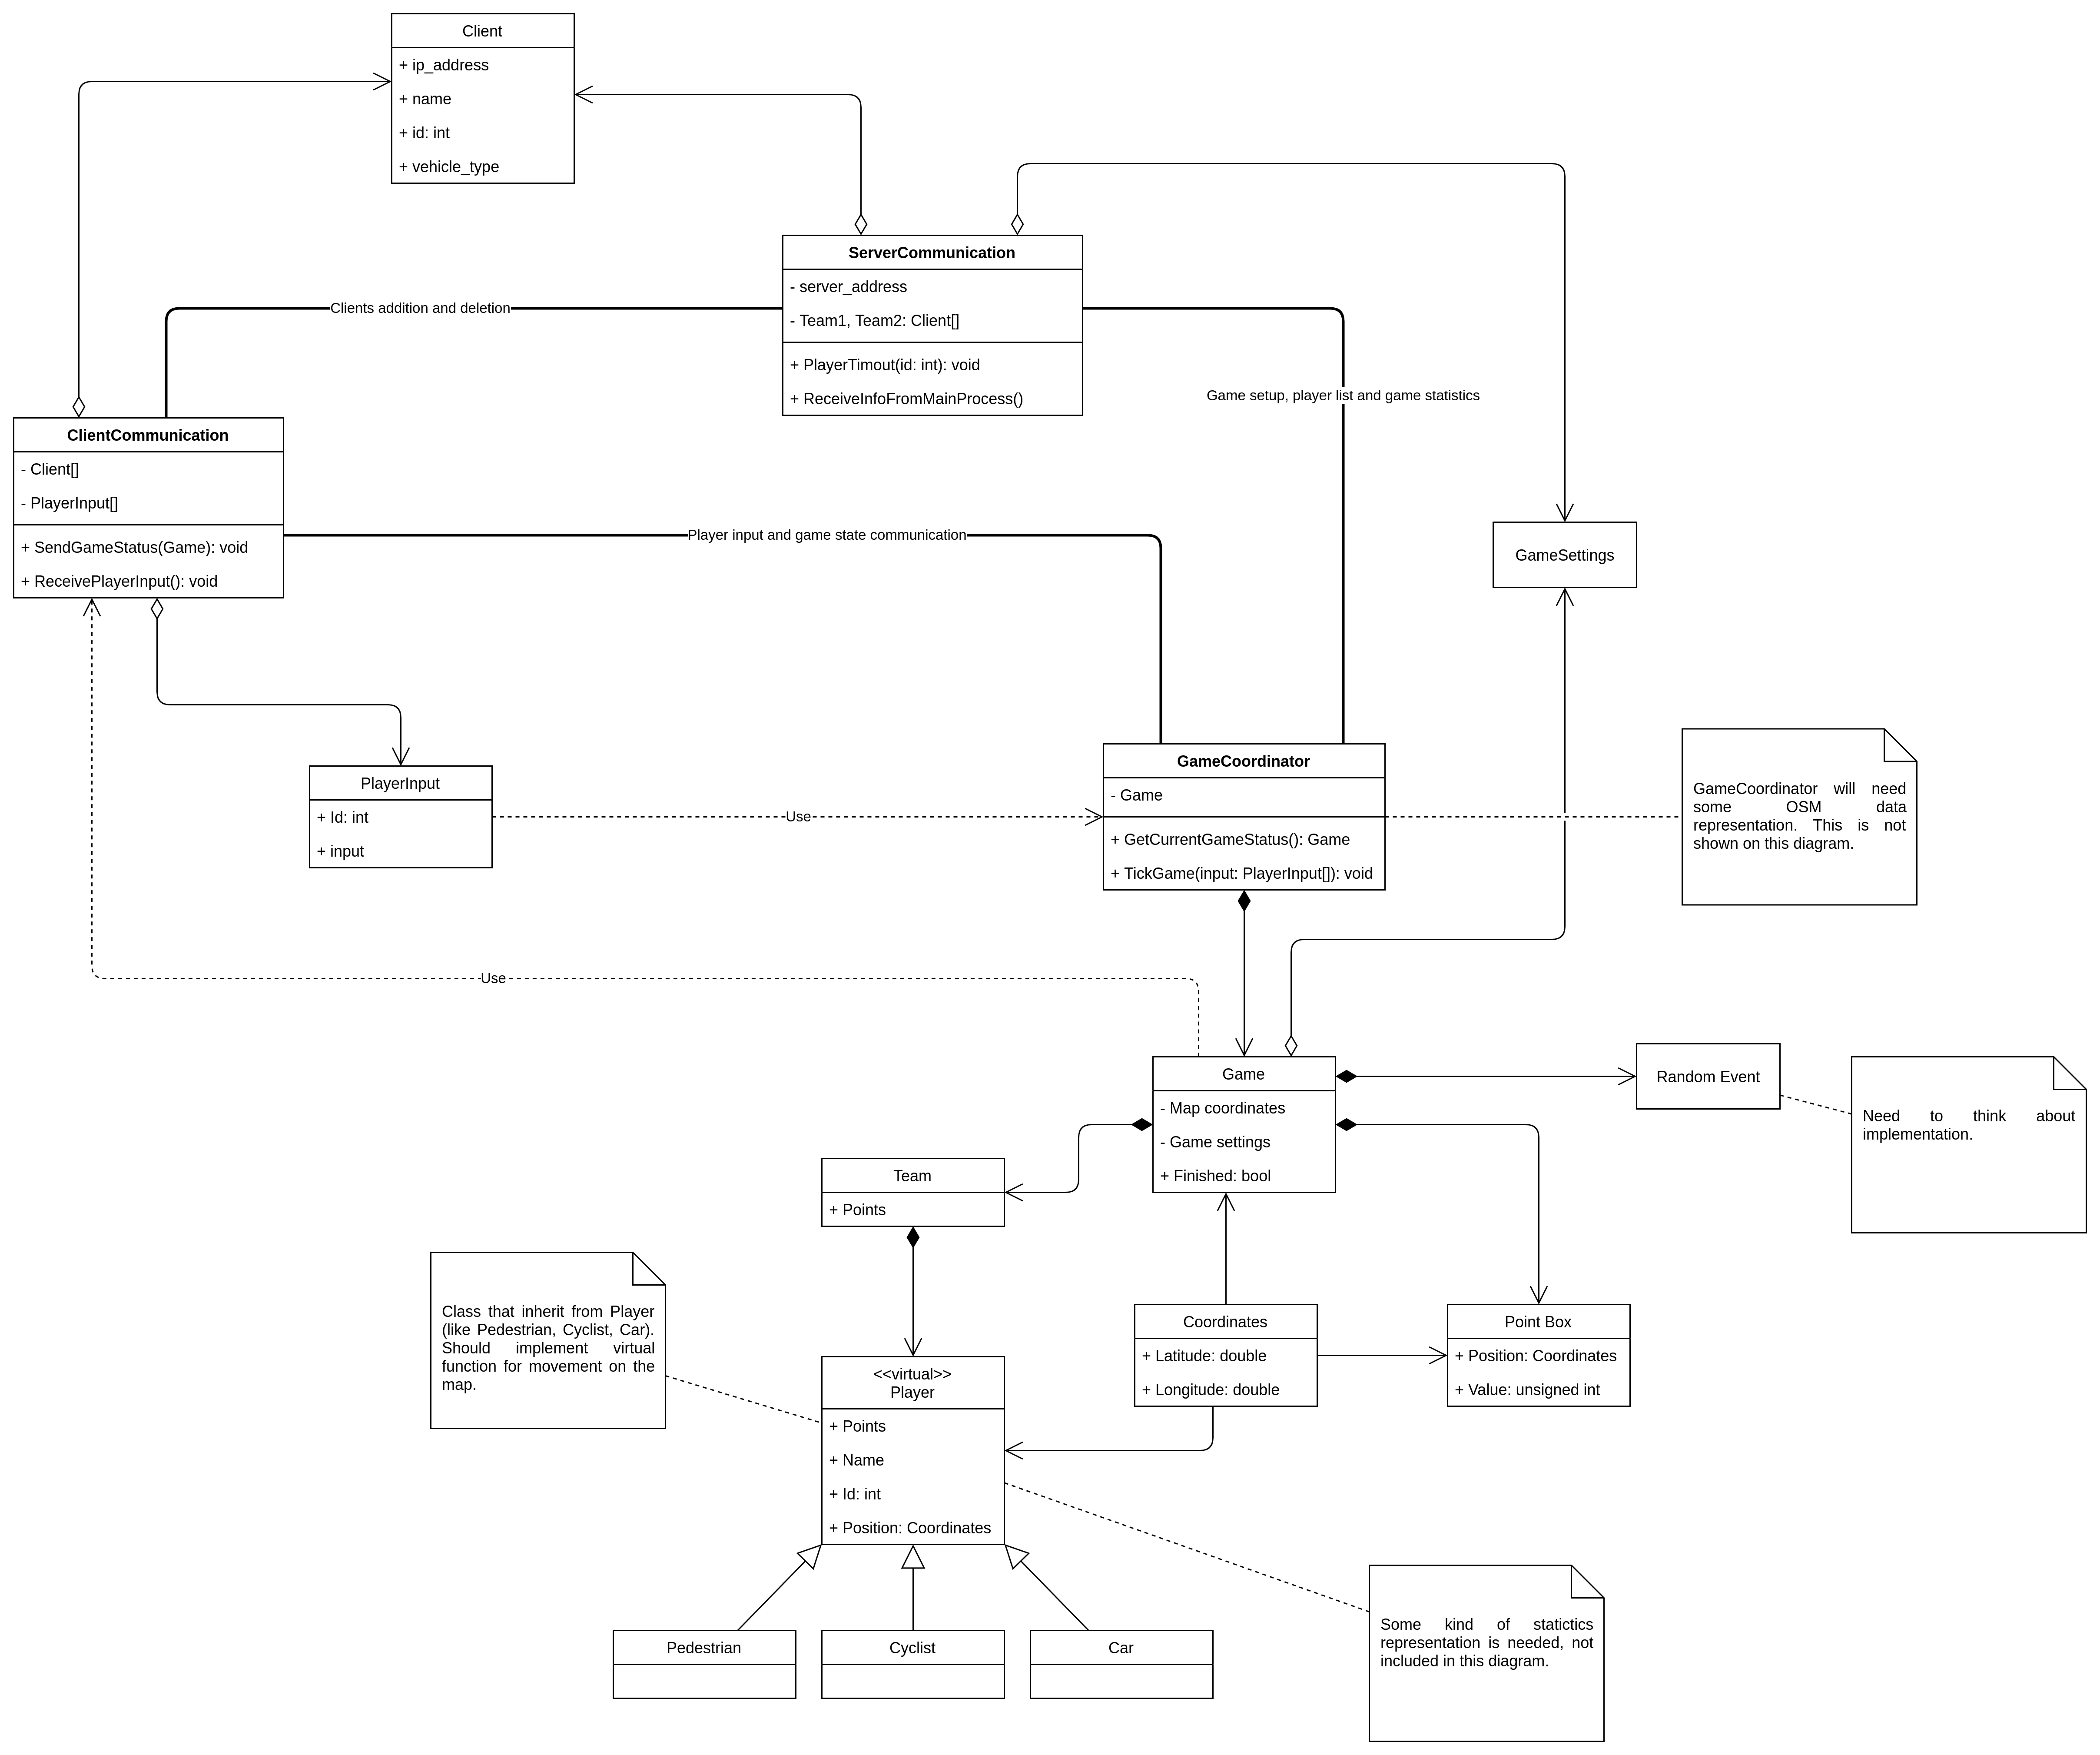 Client
+ ip_address
+ name
+ id: int
+ vehicle_type
ServerCommunication
- server_address
- Team1, Team2: Client[]
+ PlayerTimout(id: int): void
+ ReceiveInfoFromMainProcess()
Clients addition and deletion
Game setup, player list and game statistics
ClientCommunication
- Client[]
- PlayerInput[]
+ SendGameStatus(Game): void
+ ReceivePlayerInput(): void
Player input and game state communication
GameSettings
PlayerInput
+ Id: int
+ input
Use
GameCoordinator
- Game
+ GetCurrentGameStatus(): Game
+ TickGame(input: PlayerInput[]): void
GameCoordinator will need
some OSM data
representation. This is not
shown on this diagram.
Use
Game
- Map coordinates
- Game settings
+ Finished: bool
Random Event
Need to think about
implementation.
Team
+ Points
Class that inherit from Player
(like Pedestrian, Cyclist, Car).
Should implement virtual
function for movement on the
map.
Coordinates
+ Latitude: double
+ Longitude: double
Point Box
+ Position: Coordinates
+ Value: unsigned int
<<virtual>>
Player
+ Points
+ Name
+ Id: int
+ Position: Coordinates
Some kind of statictics
representation is needed, not
included in this diagram.
Pedestrian
Cyclist
Car